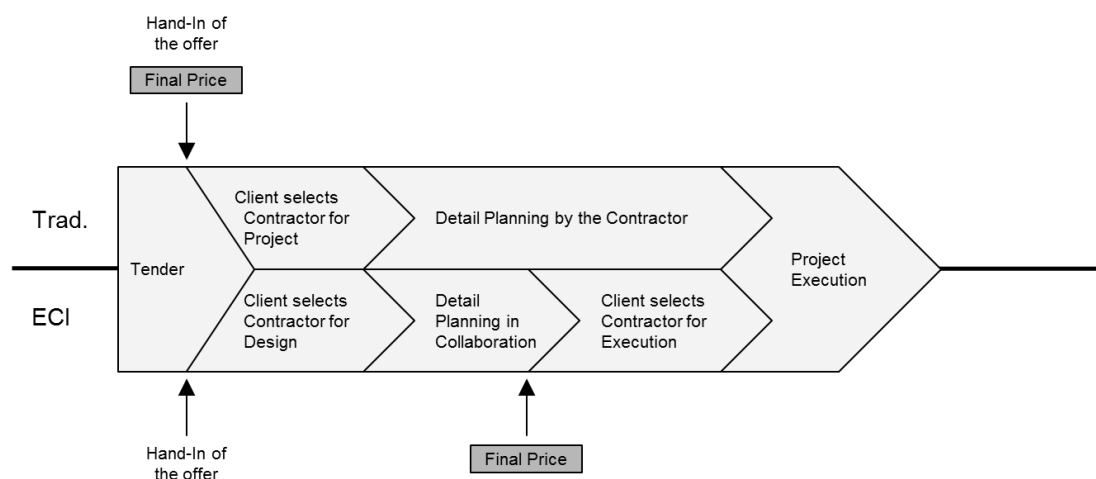 Hand-In of
the offer
Final Price
Trad.
Client selects
Contractor for
Project
Detail Planning by the Contractor
Tender
Project
Execution
ECI
Client selects
Contractor for
Design
Detail
Planning in
Collaboration
Client selects
Contractor for
Execution
Hand-In of
the offer
Final Price